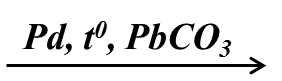 Pd, t⁰, PbCO₃